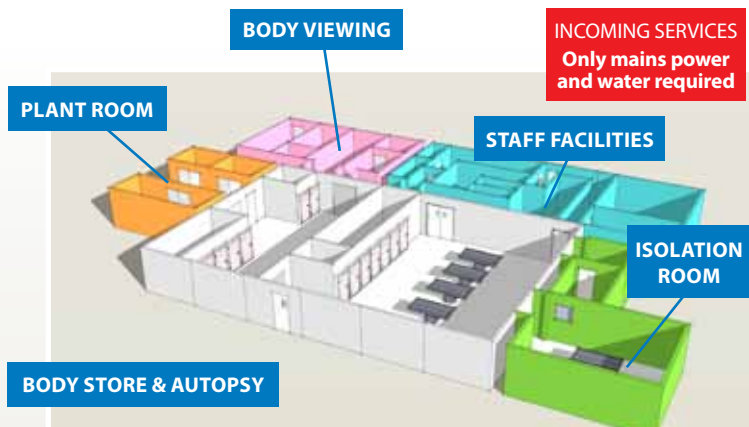 BODY VIEWING
INCOMING SERVICES
Only mains power
and water required
PLANT ROOM
STAFF FACILITIES
ISOLATION
ROOM
BODY STORE & AUTOPSY